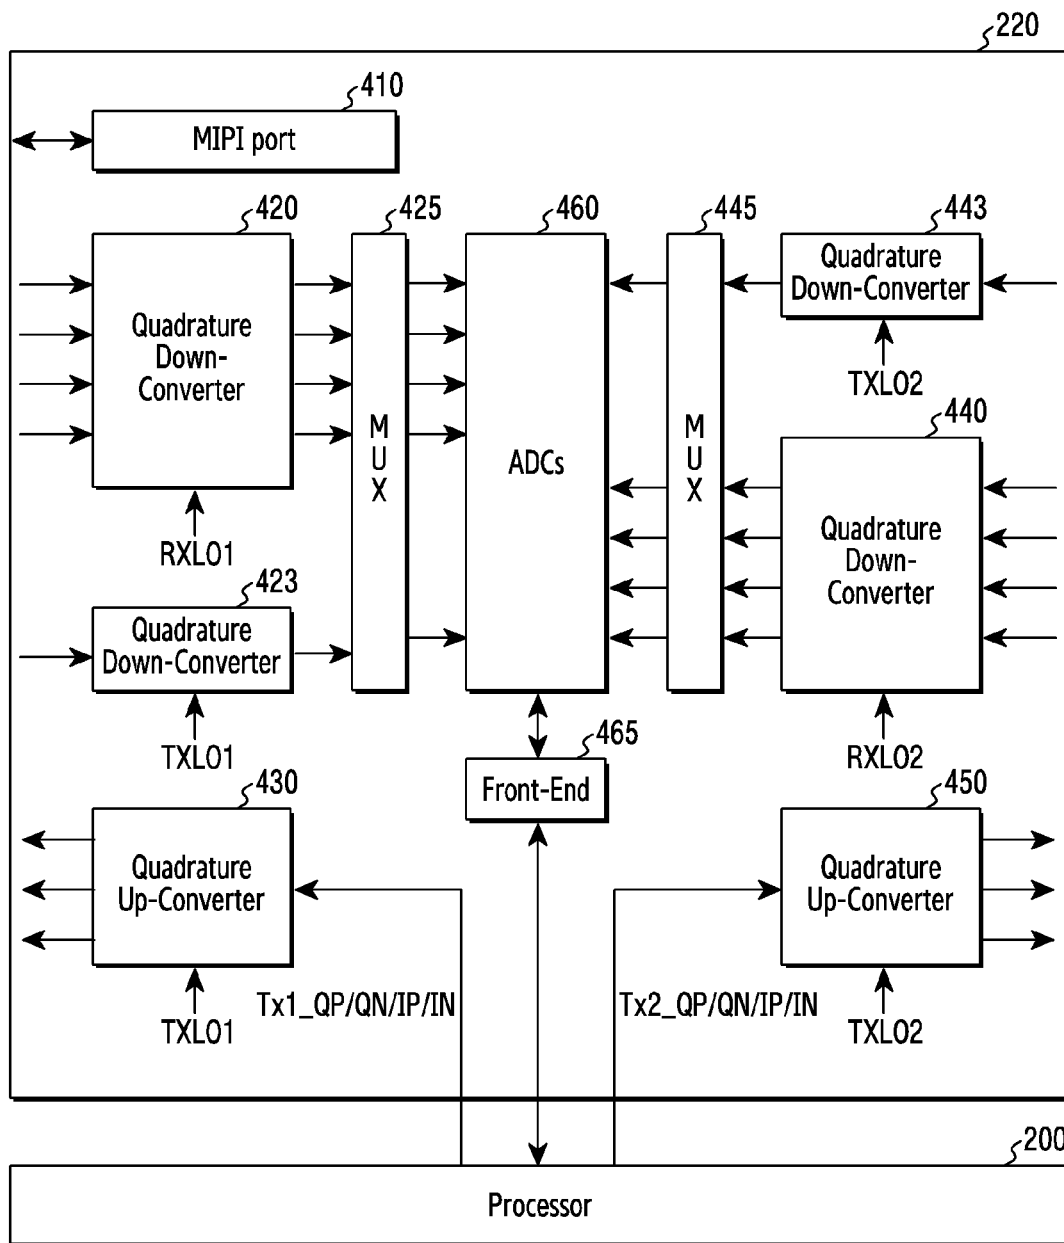 220
410
MIPI port
420
425
460
445
443
Quadrature
Down-
Converter
MUX
ADCs
MUX
Quadrature
Down-Converter
TXLO2
440
Quadrature
Down-
Converter
RXLO1
423
Quadrature
Down-Converter
TXLO1
465
Front-End
RXLO2
430
Quadrature
Up-Converter
TXLO1
Tx1_QP/QN/IP/IN
Tx2_QP/QN/IP/IN
450
Quadrature
Up-Converter
TXLO2
200
Processor